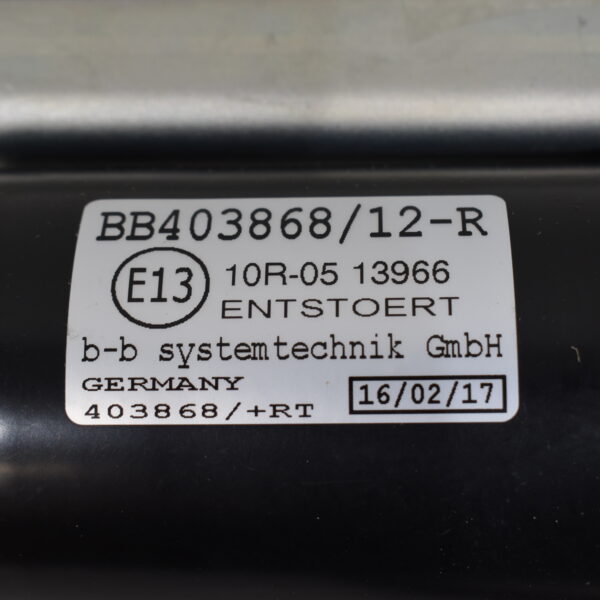 BB403868/12-R
E13 10R-05 13966
ENTSTOERT
b-b systemtechnik GmbH
GERMANY
403868/+RT 16/02/17